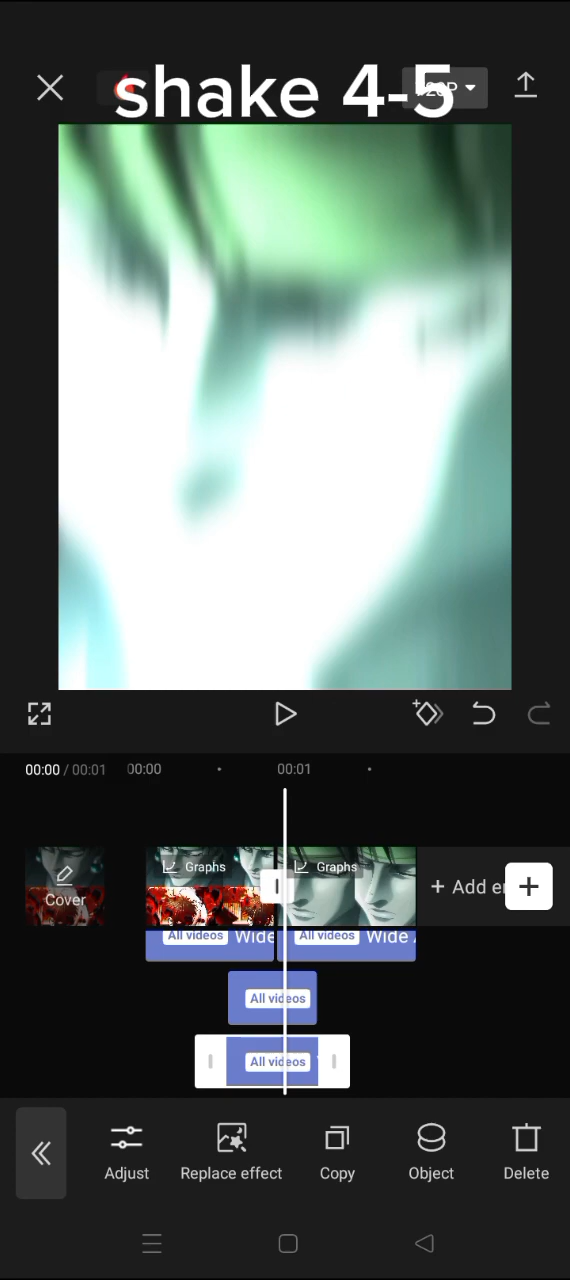 shake 4-5
00:00 / 00:01
00:00
00:01
Graphs
Graphs
Cover
+ Add e
All videos Wide
All videos Wide
All videos
All videos
Adjust
Replace effect
Copy
Object
Delete